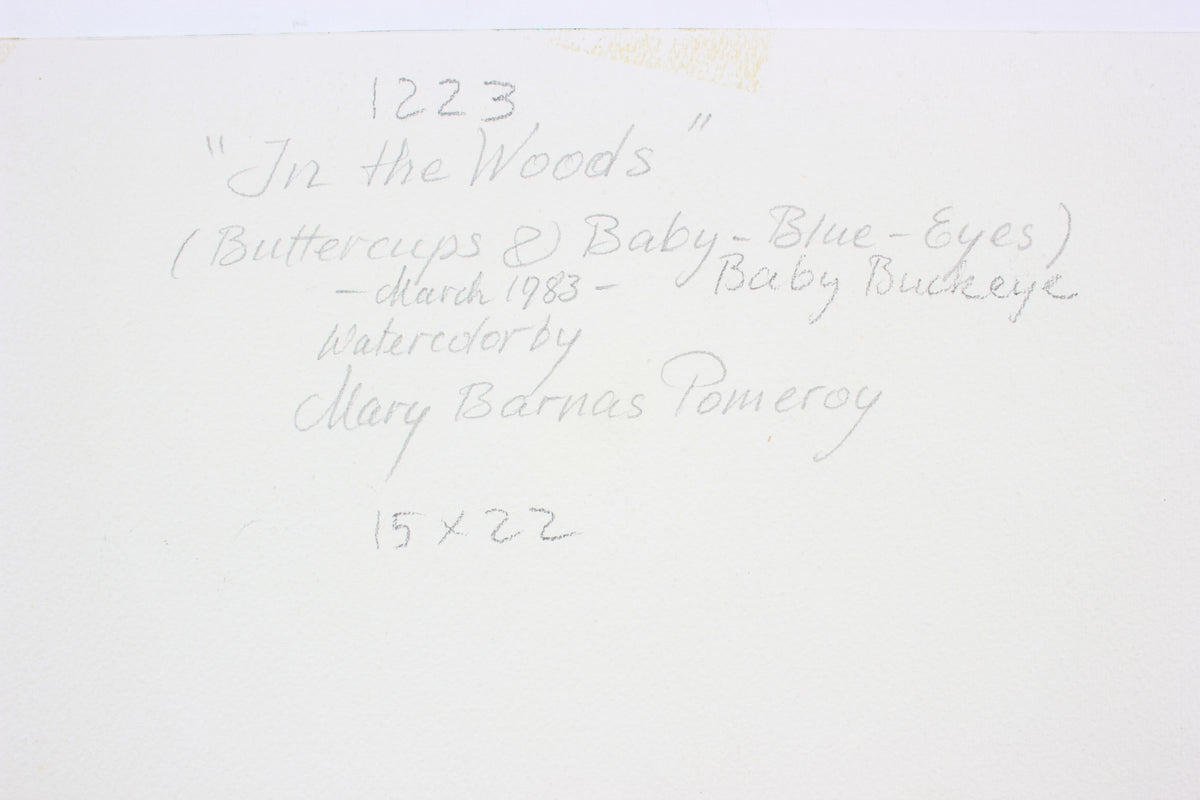 1223
"In the Woods"
(Buttercups & Baby-Blue-Eyes)
- March 1983 - Baby Buckeye
Watercolor by
Mary Barnas Pomeroy
15 x 22